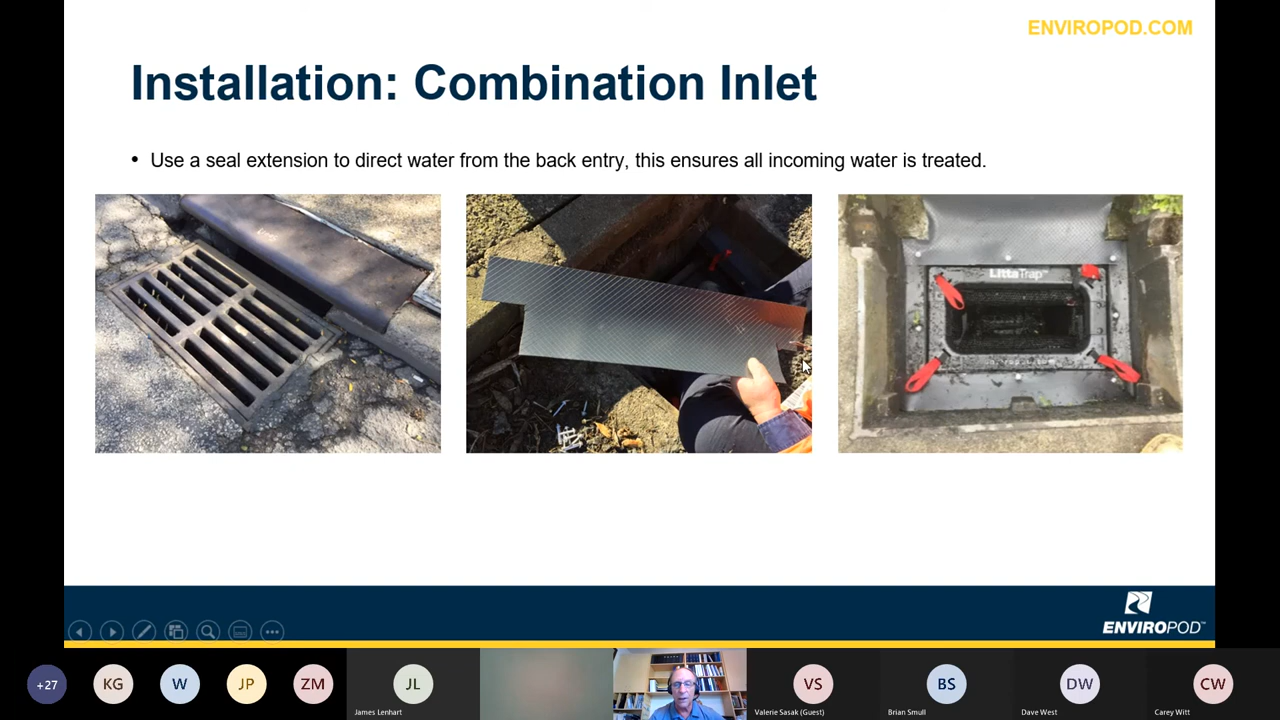 ENVIROPOD.COM
Installation: Combination Inlet
• Use a seal extension to direct water from the back entry, this ensures all incoming water is treated.
LittaTrap™
ENVIROPOD™
+27
KG
W
JP
ZM
JL
James Lenhart
VS
Valerie Sasak (Guest)
BS
Brian Smull
DW
Dave West
CW
Carey Witt